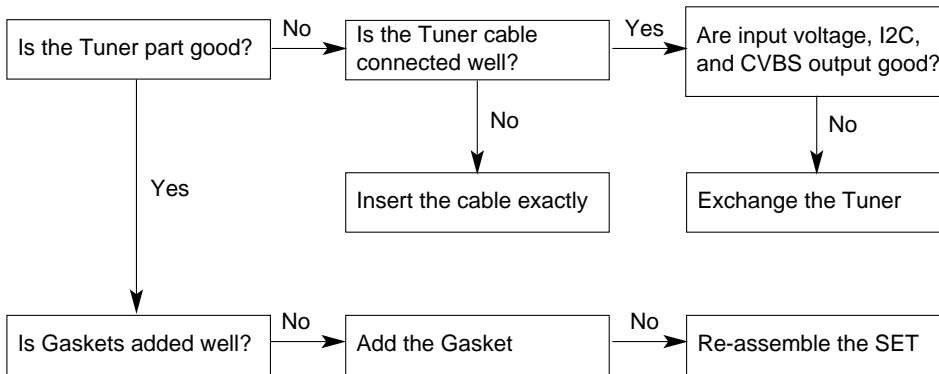 Is the Tuner part good?
No
Is the Tuner cable
connected well?
Yes
Are input voltage, I2C,
and CVBS output good?
No
No
Yes
Insert the cable exactly
Exchange the Tuner
Is Gaskets added well?
No
Add the Gasket
No
Re-assemble the SET